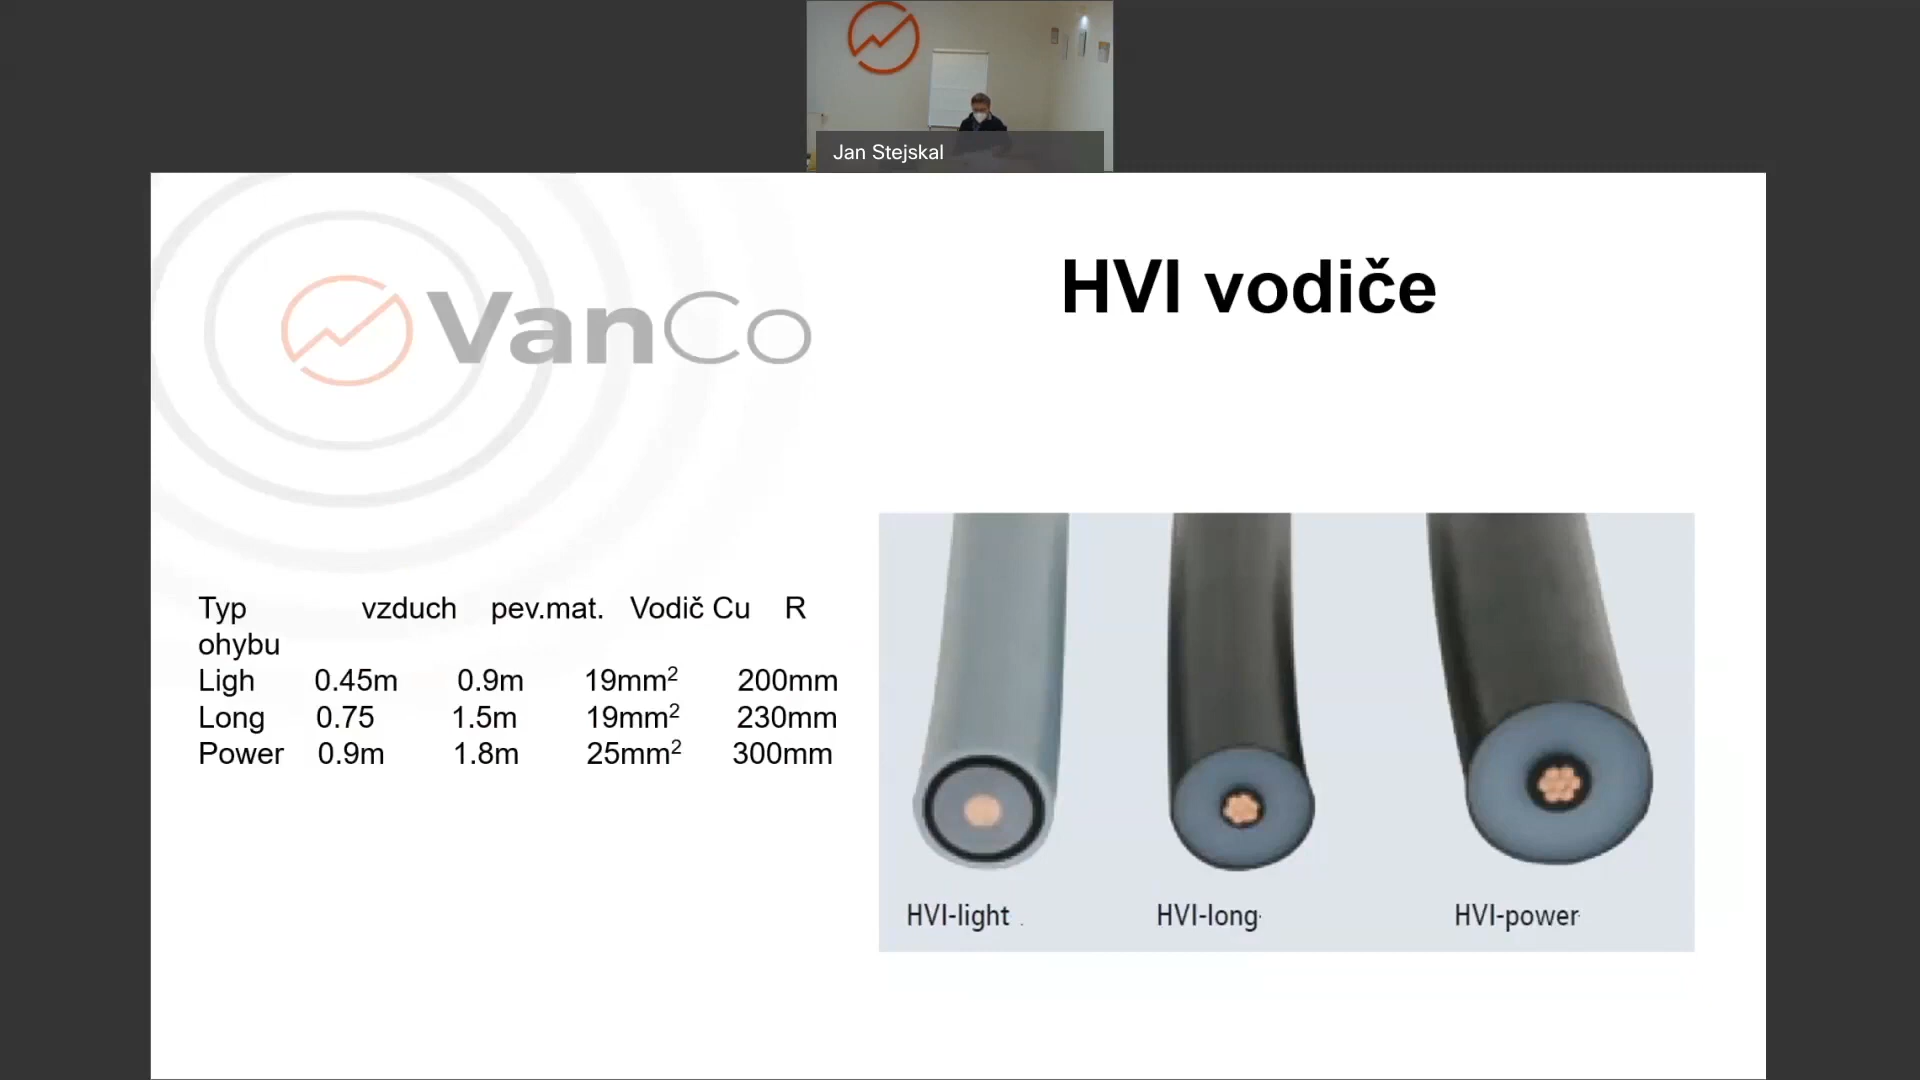 Jan Stejskal
VanCo
HVI vodiče
Typ vzduch pev.mat. Vodič Cu R
ohybu
Ligh 0.45m 0.9m 19mm² 200mm
Long 0.75 1.5m 19mm² 230mm
Power 0.9m 1.8m 25mm² 300mm
HVI-light HVI-long HVI-power